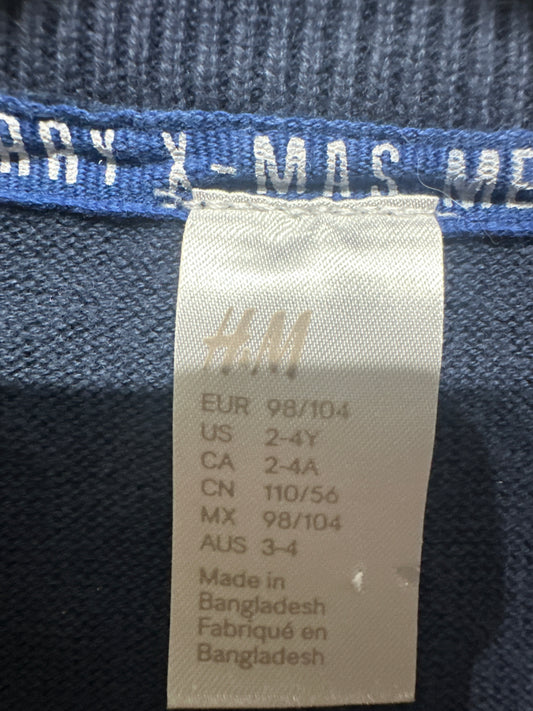 RRY X-MAS ME
H&M
EUR 98/104
US 2-4Y
CA 2-4A
CN 110/56
MX 98/104
AUS 3-4
Made in
Bangladesh
Fabriqué en
Bangladesh